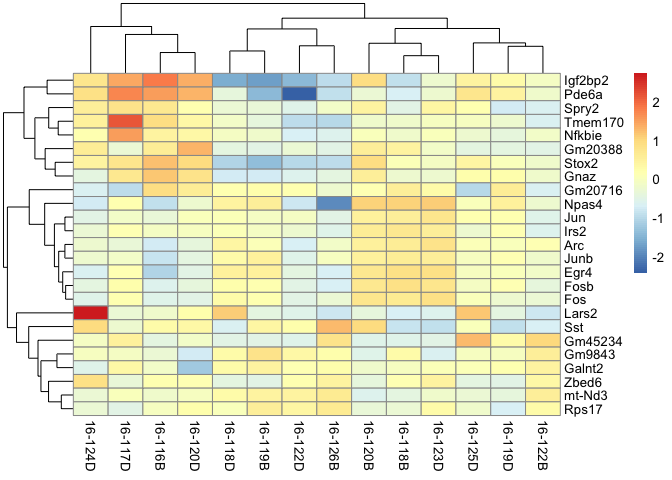 Igf2bp2
Pde6a
Spry2
Tmem170
Nfkbie
Gm20388
Stox2
Gnaz
Gm20716
Npas4
Jun
Irs2
Arc
Junb
Egr4
Fosb
Fos
Lars2
Sst
Gm45234
Gm9843
Galnt2
Zbed6
mt-Nd3
Rps17
2
1
0
-1
-2
16-124D
16-117D
16-116B
16-120D
16-118D
16-119B
16-122D
16-126B
16-120B
16-118B
16-123D
16-125D
16-119D
16-122B